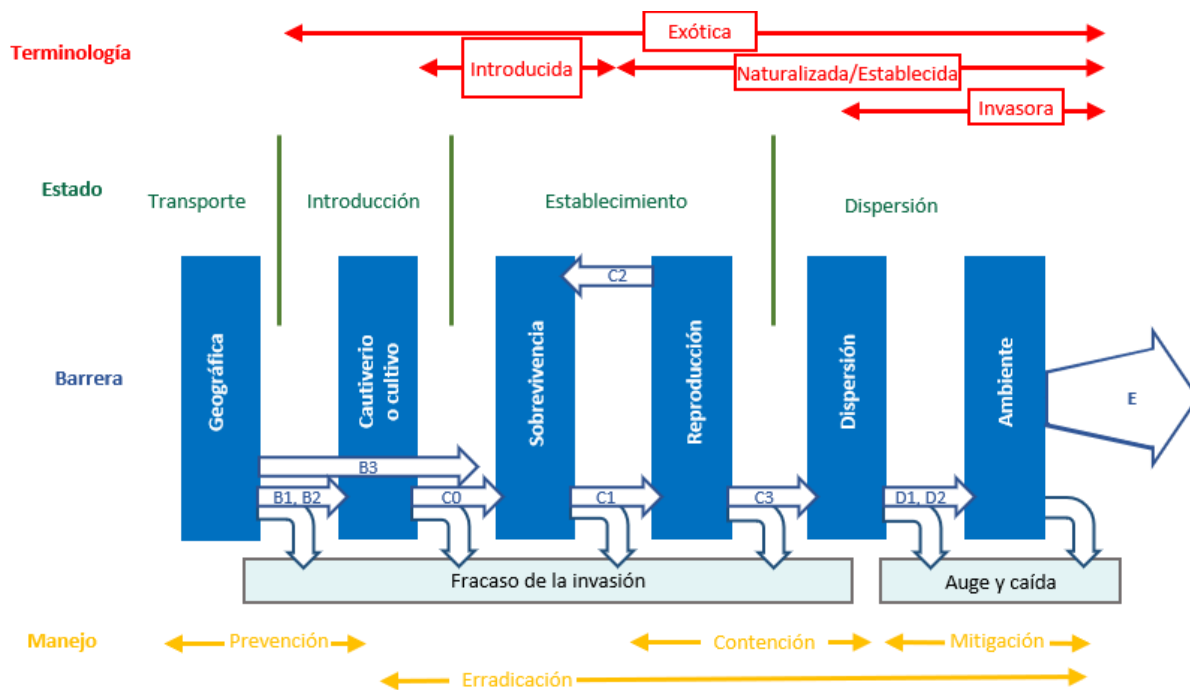 Terminología
Exótica
Introducida
Naturalizada/Establecida
Invasora
Estado
Transporte
Introducción
Establecimiento
Dispersión
Barrera
Geográfica
Cautiverio
o cultivo
Sobrevivencia
Reproducción
Dispersión
Ambiente
C2
E
B3
B1, B2
C0
C1
C3
D1, D2
Fracaso de la invasión
Auge y caída
Manejo
Prevención
Contención
Mitigación
Erradicación